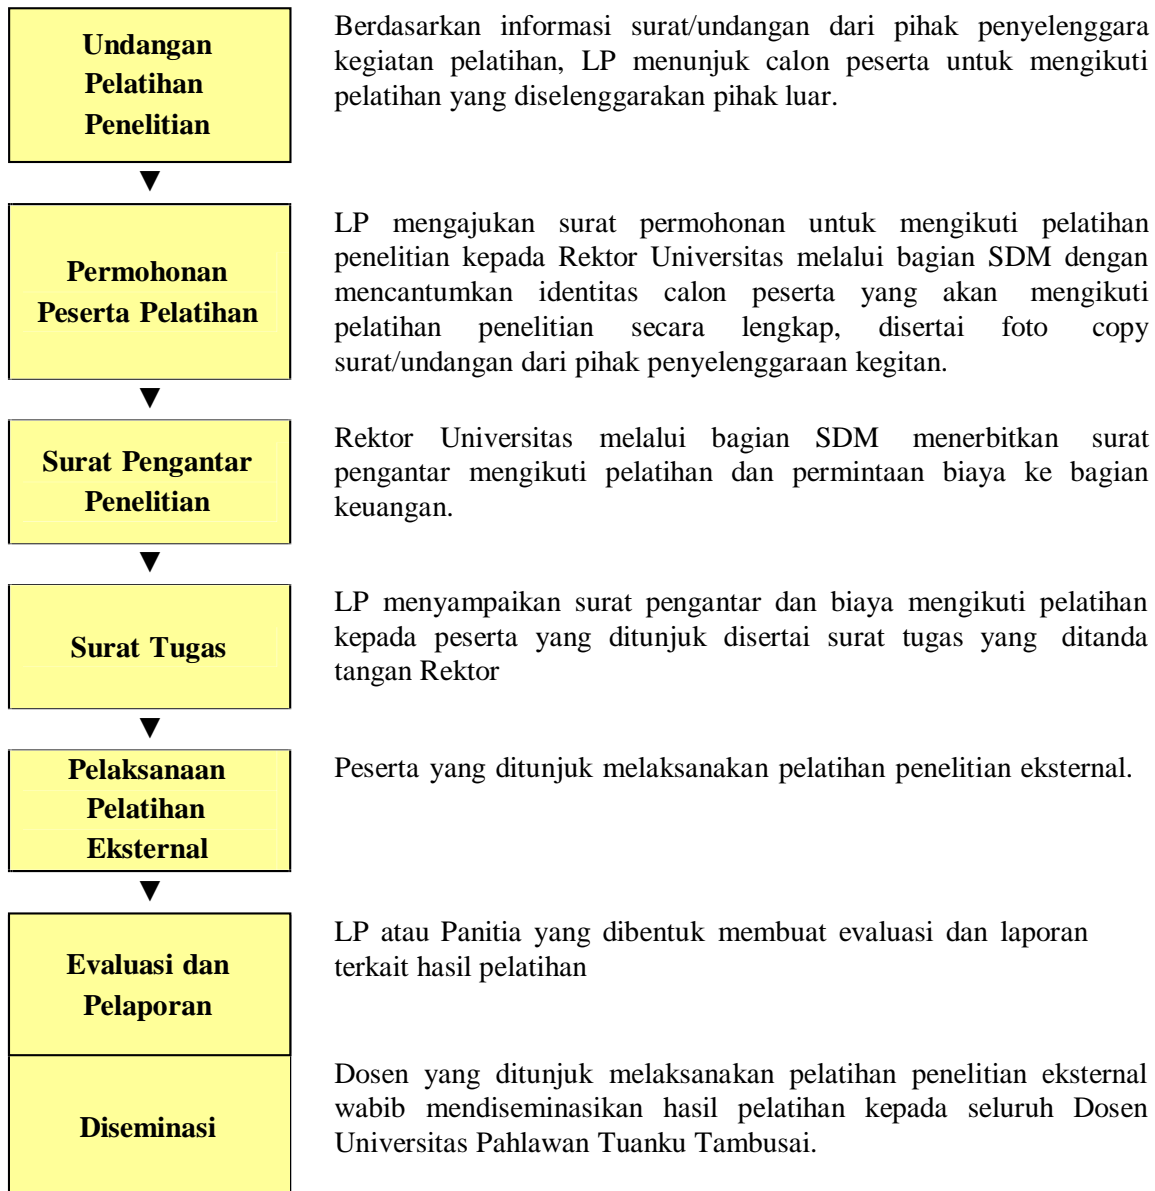 Undangan
Pelatihan
Penelitian
Berdasarkan informasi surat/undangan dari pihak penyelenggara
kegiatan pelatihan, LP menunjuk calon peserta untuk mengikuti
pelatihan yang diselenggarakan pihak luar.
Permohonan
Peserta Pelatihan
LP mengajukan surat permohonan untuk mengikuti pelatihan
penelitian kepada Rektor Universitas melalui bagian SDM dengan
mencantumkan identitas calon peserta yang akan mengikuti
pelatihan penelitian secara lengkap, disertai foto copy
surat/undangan dari pihak penyelenggaraan kegitan.
Surat Pengantar
Penelitian
Rektor Universitas melalui bagian SDM menerbitkan surat
pengantar mengikuti pelatihan dan permintaan biaya ke bagian
keuangan.
Surat Tugas
LP menyampaikan surat pengantar dan biaya mengikuti pelatihan
kepada peserta yang ditunjuk disertai surat tugas yang ditanda
tangan Rektor
Pelaksanaan
Pelatihan
Eksternal
Peserta yang ditunjuk melaksanakan pelatihan penelitian eksternal.
Evaluasi dan
Pelaporan
LP atau Panitia yang dibentuk membuat evaluasi dan laporan
terkait hasil pelatihan
Diseminasi
Dosen yang ditunjuk melaksanakan pelatihan penelitian eksternal
wabib mendiseminasikan hasil pelatihan kepada seluruh Dosen
Universitas Pahlawan Tuanku Tambusai.